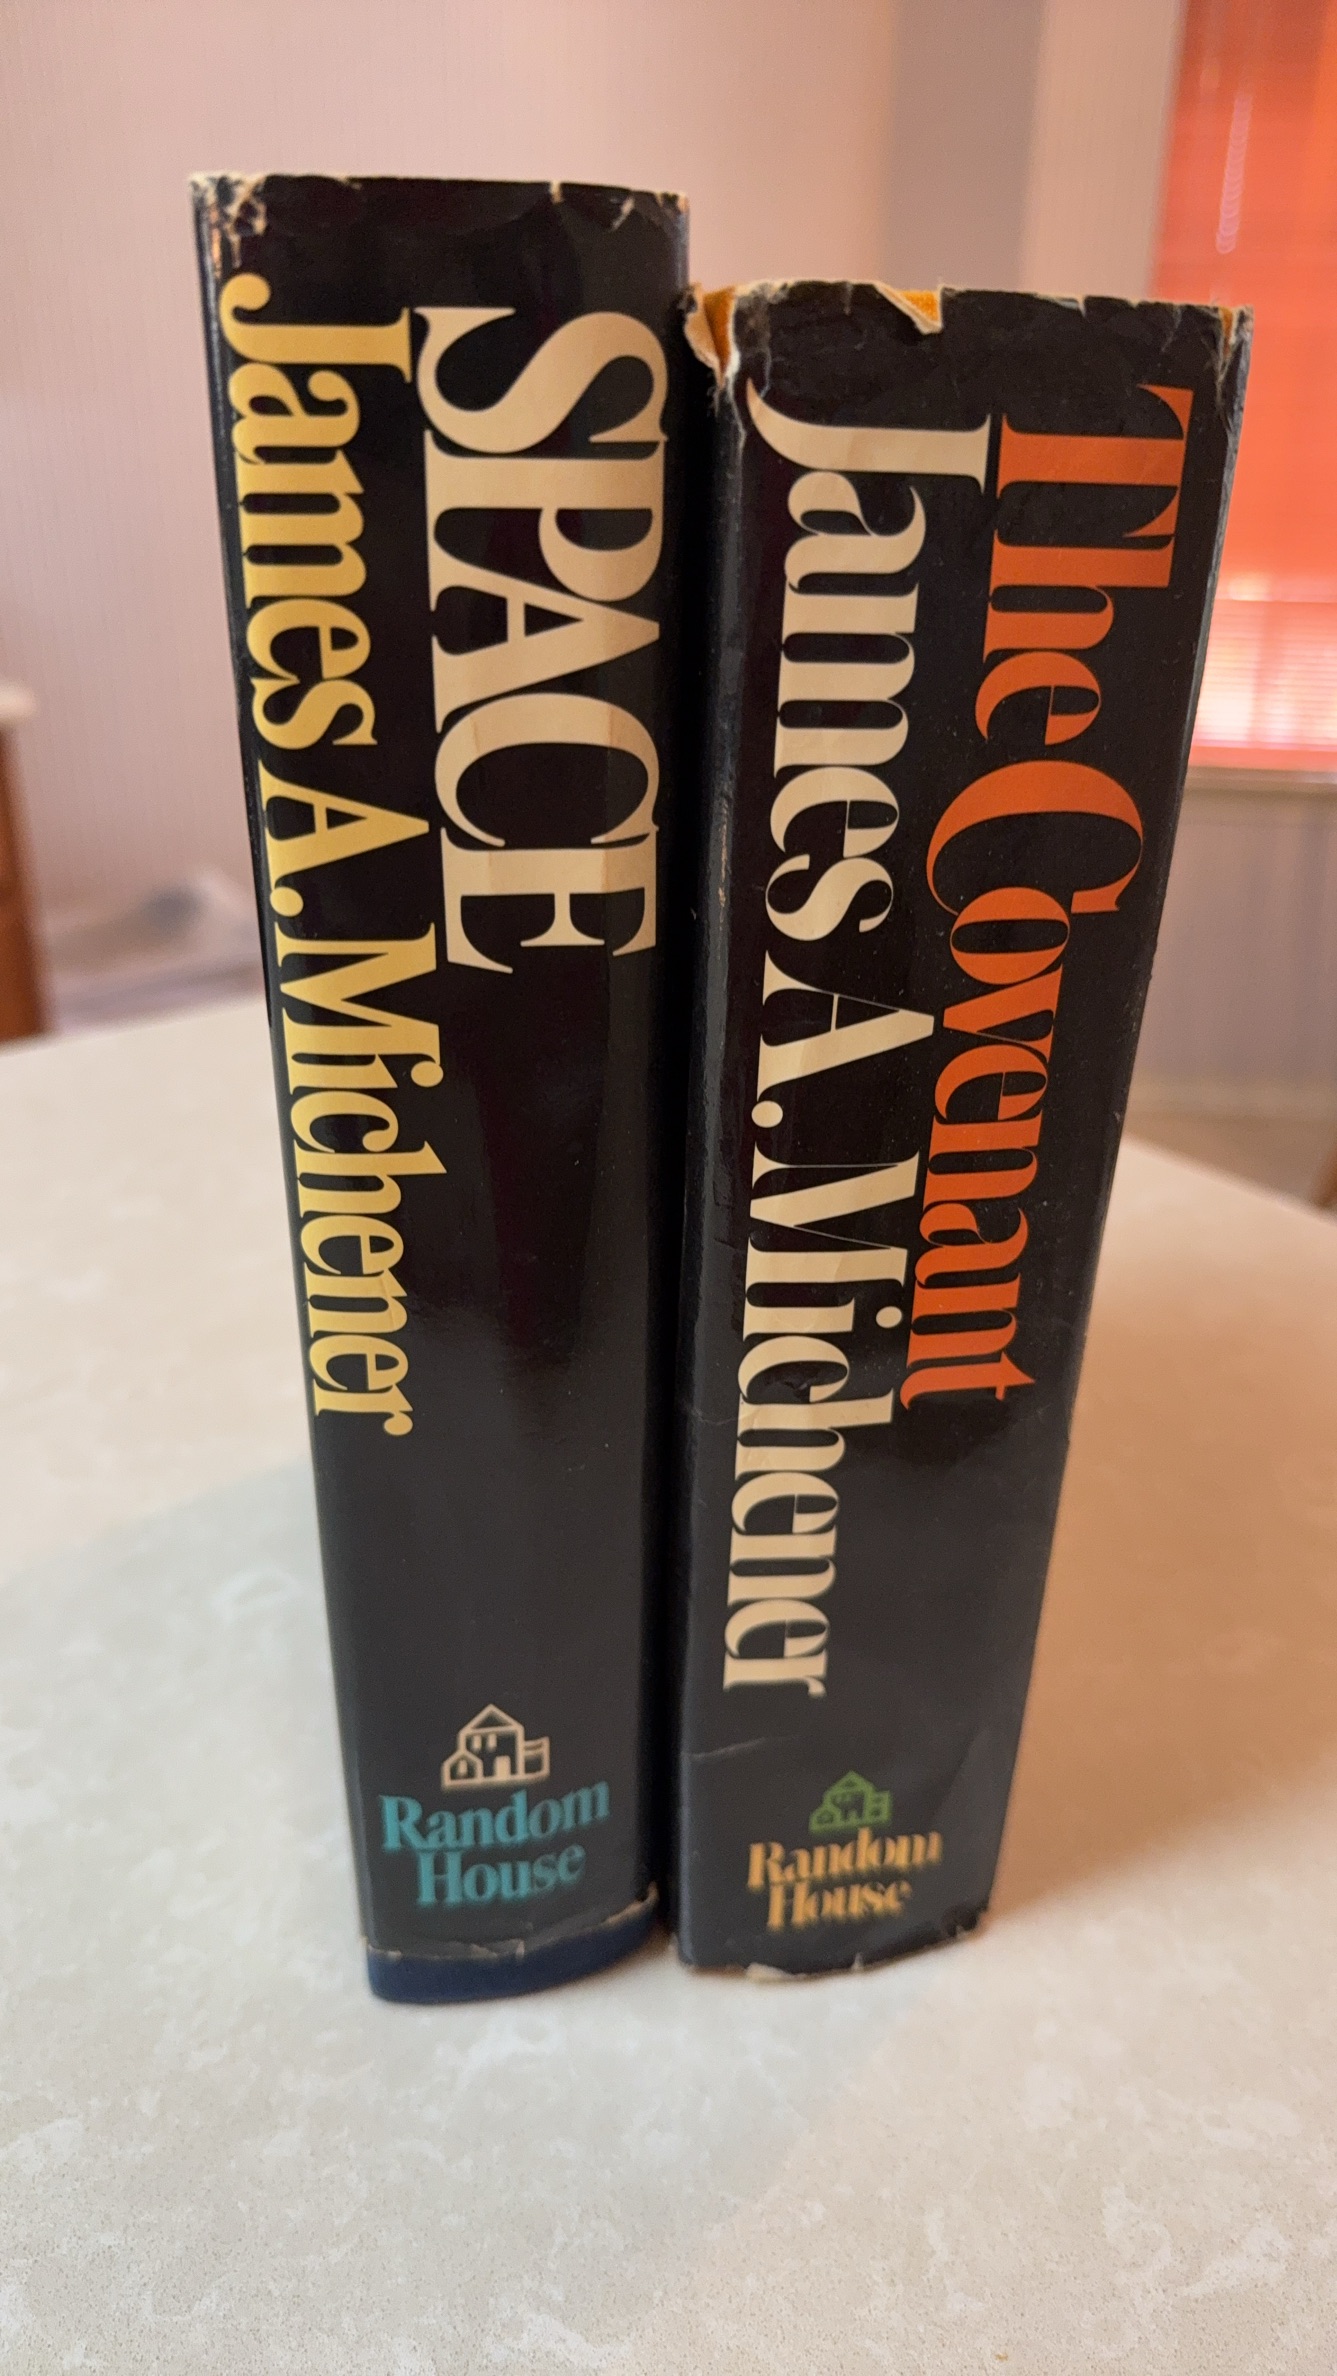 SPACE
James A. Michener
Random
House
The Covenant
James A. Michener
Random
House